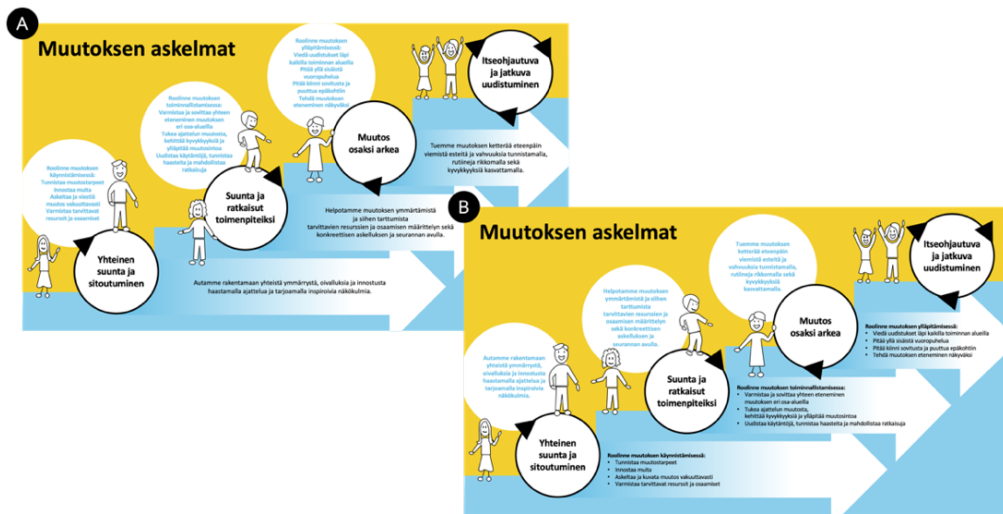 A
Muutoksen askelmat
Roolinne muutoksen
käynnistämisessä:
Tunnistaa muutostarpeet
Innostaa muita
Askeltaa ja viestiä
muutos vakuuttavasti
Varmistaa tarvittavat
resurssit ja osaamiset
Roolinne muutoksen
toiminnallistamisessa:
Varmistaa ja sovittaa yhteen
eteneminen muutoksen
eri osa-alueilla
Tukea ajattelun muutosta,
kehittää kyvykkyyksiä ja
ylläpitää muutosintoa
Uudistaa käytäntöjä, tunnistaa
haasteita ja mahdollistaa
ratkaisuja
Roolinne muutoksen
ylläpitämisessä:
Viedä uudistukset läpi
kaikilla toiminnan alueilla
Pitää yllä sisäistä
vuoropuhelua
Pitää kiinni sovitusta ja
puuttua epäkohtiin
Tehdä muutoksen
eteneminen näkyväksi
Itseohjautuva
ja jatkuva
uudistuminen
Muutos
osaksi arkea
Suunta ja
ratkaisut
toimenpiteiksi
Yhteinen
suunta ja
sitoutuminen
Tuemme muutoksen ketterää eteenpäin
viemistä esteitä ja vahvuuksia tunnistamalla,
rutiineja rikkomalla sekä
kyvykkyyksiä kasvattamalla.
Helpotamme muutoksen ymmärtämistä
ja siihen tarttumista
tarvittavien resurssien ja osaamisen määrittelyn sekä
konkreettisen askelluksen ja seurannan avulla.
Autamme rakentamaan yhteistä ymmärrystä, oivalluksia ja innostusta
haastamalla ajattelua ja tarjoamalla inspiroivia näkökulmia.
B
Muutoksen askelmat
Autamme rakentamaan
yhteistä ymmärrystä,
oivalluksia ja innostusta
haastamalla ajattelua ja
tarjoamalla inspiroivia
näkökulmia.
Helpotamme muutoksen
ymmärtämistä ja siihen
tarttumista
tarvittavien resurssien ja
osaamisen määrittelyn
sekä konkreettisen
askelluksen ja
seurannan avulla.
Tuemme muutoksen
ketterää eteenpäin
viemistä esteitä ja
vahvuuksia tunnistamalla,
rutiineja rikkomalla sekä
kyvykkyyksiä
kasvattamalla.
Itseohjautuva
ja jatkuva
uudistuminen
Muutos
osaksi arkea
Suunta ja
ratkaisut
toimenpiteiksi
Yhteinen
suunta ja
sitoutuminen
Roolinne muutoksen ylläpitämisessä:
• Viedä uudistukset läpi kaikilla toiminnan alueilla
• Pitää yllä sisäistä vuoropuhelua
• Pitää kiinni sovitusta ja puuttua epäkohtiin
• Tehdä muutoksen eteneminen näkyväksi
Roolinne muutoksen toiminnallistamisessa:
• Varmistaa ja sovittaa yhteen eteneminen
muutoksen eri osa-alueilla
• Tukea ajattelun muutosta,
kehittää kyvykkyyksiä ja ylläpitää muutosintoa
• Uudistaa käytäntöjä, tunnistaa haasteita ja mahdollistaa ratkaisuja
Roolinne muutoksen käynnistämisessä:
• Tunnistaa muutostarpeet
• Innostaa muita
• Askeltaa ja kuvata muutos vakuuttavasti
• Varmistaa tarvittavat resurssit ja osaamiset